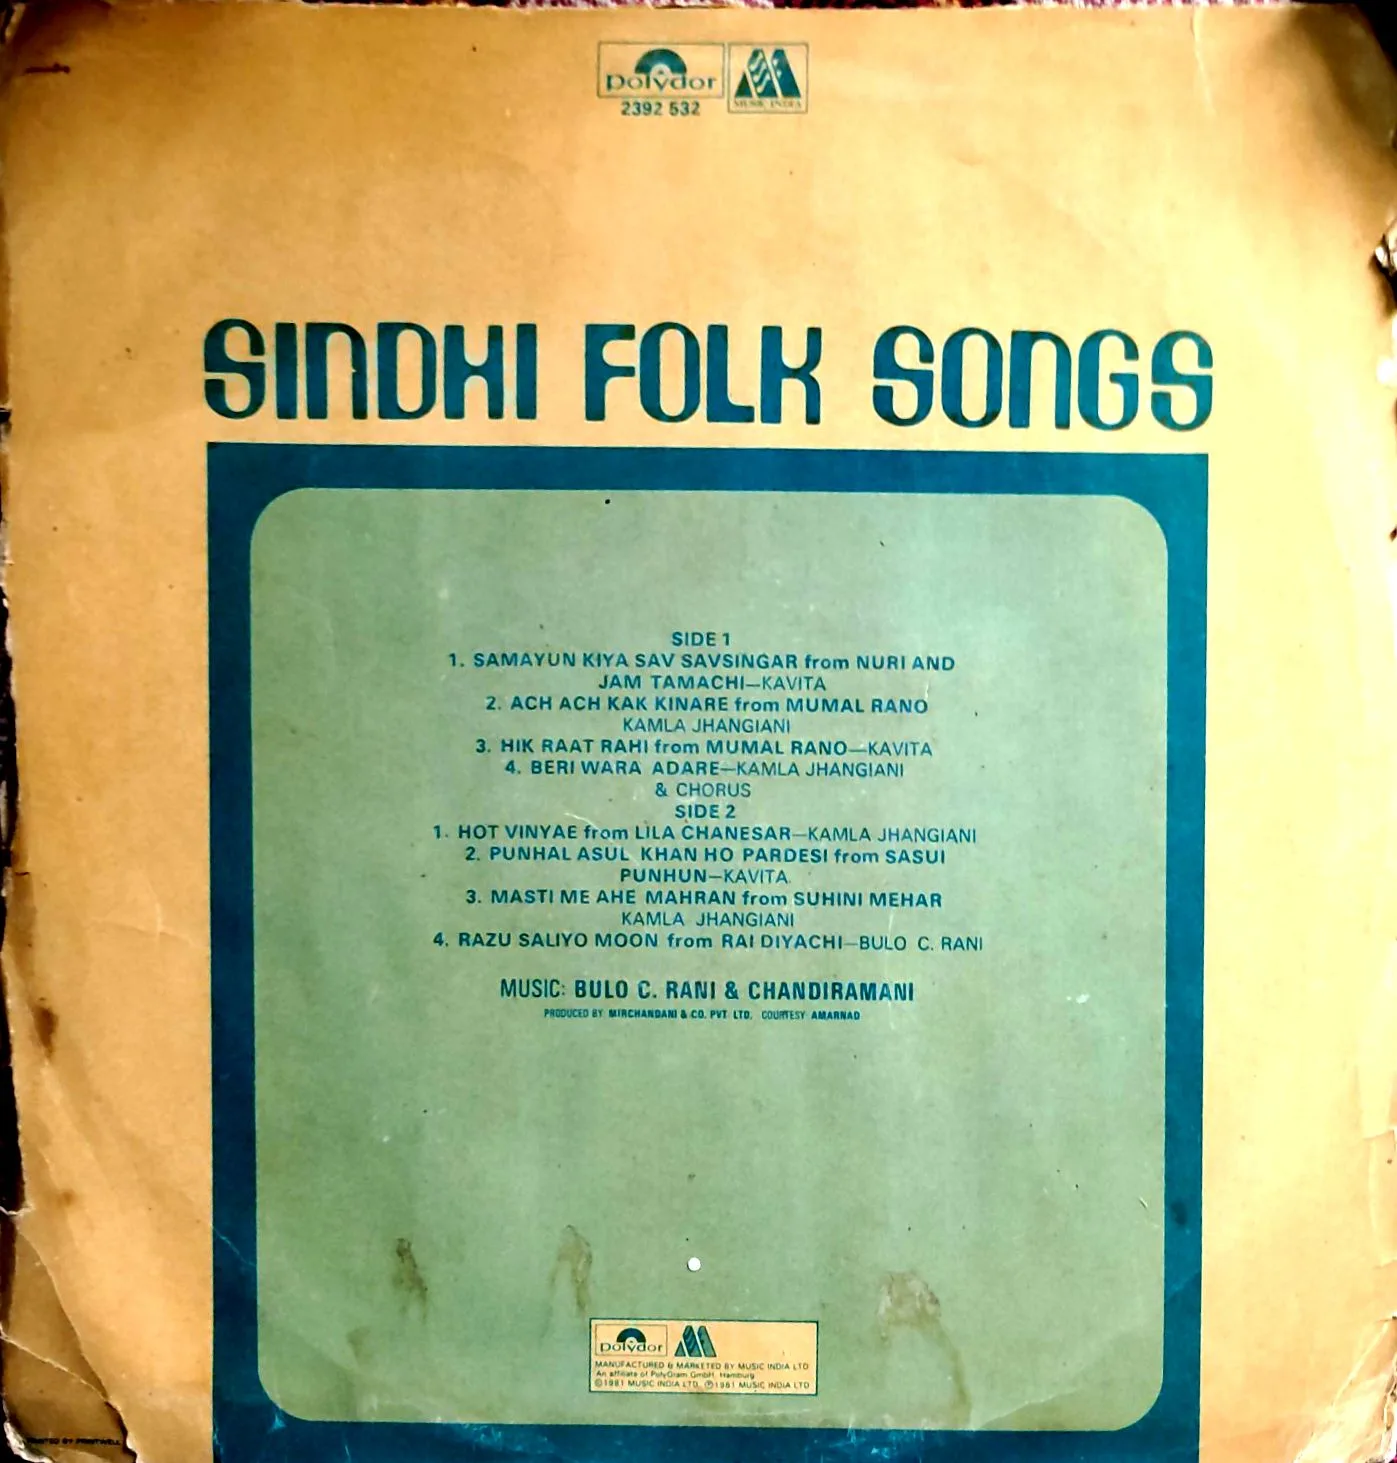 polydor
2392 532
MUSIC INDIA
SINDHI FOLK SONGS
SIDE 1
1. SAMAYUN KIYA SAV SAVSINGAR from NURI AND
JAM TAMACHI—KAVITA
2. ACH ACH KAK KINARE from MUMAL RANO
KAMLA JHANGIANI
3. HIK RAAT RAHI from MUMAL RANO—KAVITA
4. BERI WARA ADARE—KAMLA JHANGIANI
& CHORUS
SIDE 2
1. HOT VINYAE from LILA CHANESAR—KAMLA JHANGIANI
2. PUNHAL ASUL KHAN HO PARDESI from SASUI
PUNHUN—KAVITA
3. MASTI ME AHE MAHRAN from SUHINI MEHAR
KAMLA JHANGIANI
4. RAZU SALIYO MOON from RAI DIYACHI—BULO C. RANI
MUSIC: BULO C. RANI & CHANDIRAMANI
PRODUCED BY MIRCHANDANI & CO. PVT LTD. COURTESY AMARNAD
polydor
MANUFACTURED & MARKETED BY MUSIC INDIA LTD
An affiliate of PolyGram GmbH, Hamburg
©1981 MUSIC INDIA LTD. ℗1981 MUSIC INDIA LTD
PRINTED BY PRINTWELL